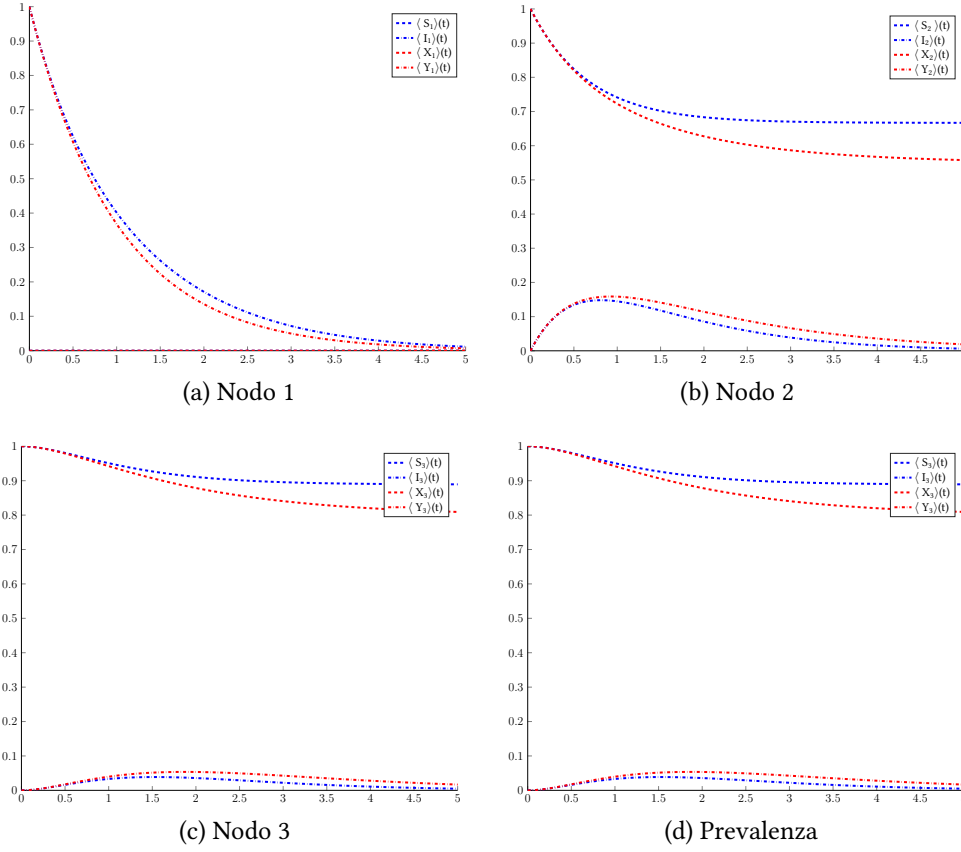 1
0.9
0.8
0.7
0.6
0.5
0.4
0.3
0.2
0.1
0
0 0.5 1 1.5 2 2.5 3 3.5 4 4.5 5
⟨ S₁⟩(t)
⟨ I₁⟩(t)
⟨ X₁⟩(t)
⟨ Y₁⟩(t)
(a) Nodo 1
1
0.9
0.8
0.7
0.6
0.5
0.4
0.3
0.2
0.1
0
0 0.5 1 1.5 2 2.5 3 3.5 4 4.5
⟨ S₂ ⟩(t)
⟨ I₂⟩(t)
⟨ X₂⟩(t)
⟨ Y₂⟩(t)
(b) Nodo 2
1
0.9
0.8
0.7
0.6
0.5
0.4
0.3
0.2
0.1
0
0 0.5 1 1.5 2 2.5 3 3.5 4 4.5 5
⟨ S₃⟩(t)
⟨ I₃⟩(t)
⟨ X₃⟩(t)
⟨ Y₃⟩(t)
(c) Nodo 3
1
0.9
0.8
0.7
0.6
0.5
0.4
0.3
0.2
0.1
0
0 0.5 1 1.5 2 2.5 3 3.5 4 4.5
⟨ S₃⟩(t)
⟨ I₃⟩(t)
⟨ X₃⟩(t)
⟨ Y₃⟩(t)
(d) Prevalenza